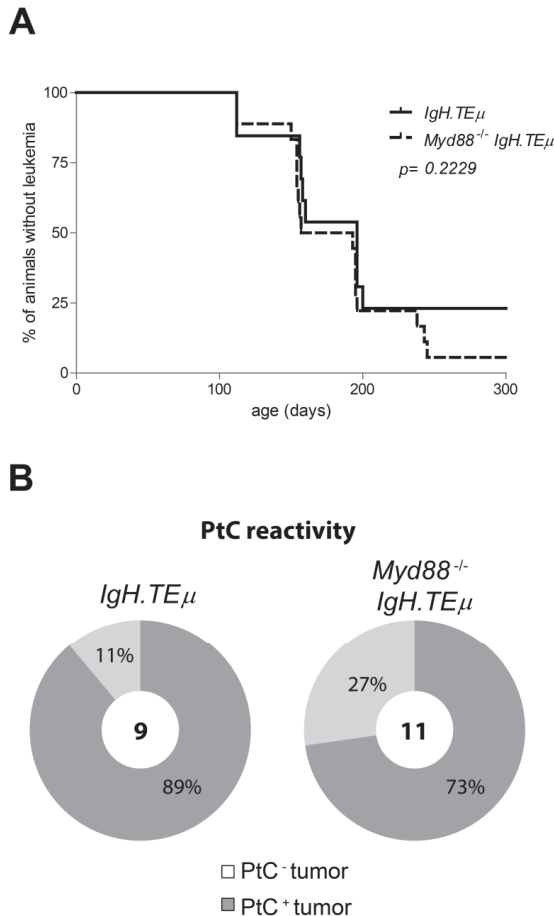 A
100
75
50
25
0
% of animals without leukemia
0 100 200 300
age (days)
IgH.TEμ
Myd88-/- IgH.TEμ
p= 0.2229
B
PtC reactivity
IgH.TEμ
Myd88-/-
IgH.TEμ
11%
9
89%
27%
11
73%
PtC- tumor
PtC+ tumor